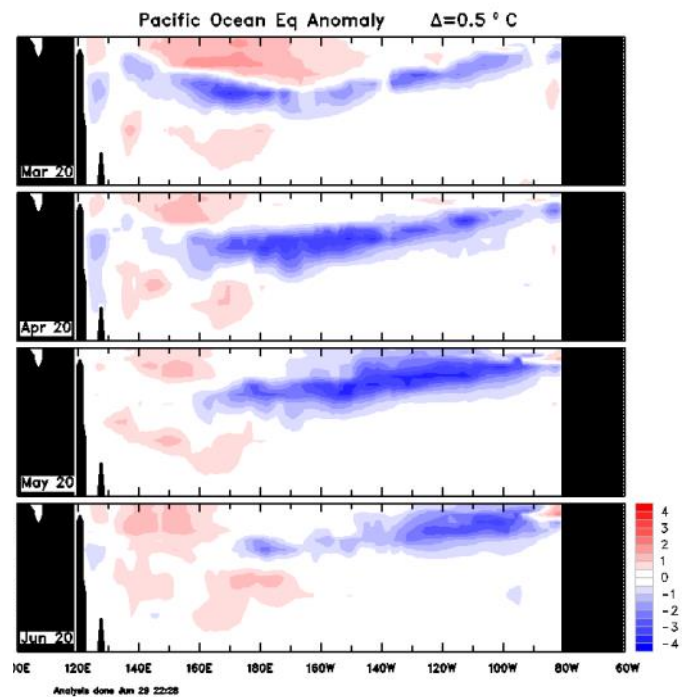 Pacific Ocean Eq Anomaly Δ=0.5 ° C
Mar 20
Apr 20
May 20
4
3
2
1
0
-1
-2
-3
-4
Jun 20
00E 120E 140E 160E 180E 160W 140W 120W 100W 80W 60W
Analysis done Jun 29 22:28